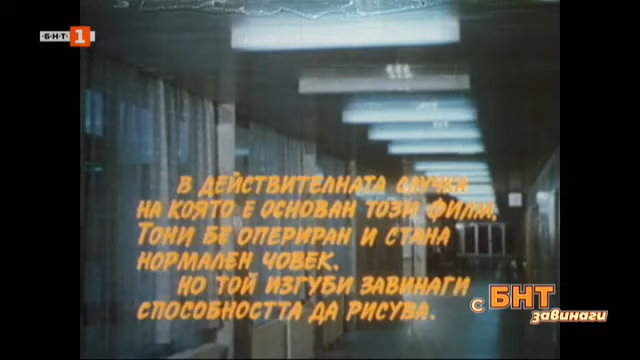 БНТ 1
В ДЕЙСТВИТЕЛНАТА СЛУЧКА
НА КОЯТО Е ОСНОВАН ТОЗИ ФИЛМ,
ТОНИ БЕ ОПЕРИРАН И СТАНА
НОРМАЛЕН ЧОВЕК.
НО ТОЙ ИЗГУБИ ЗАВИНАГИ
СПОСОБНОСТТА ДА РИСУВА.
с БНТ
завинаги